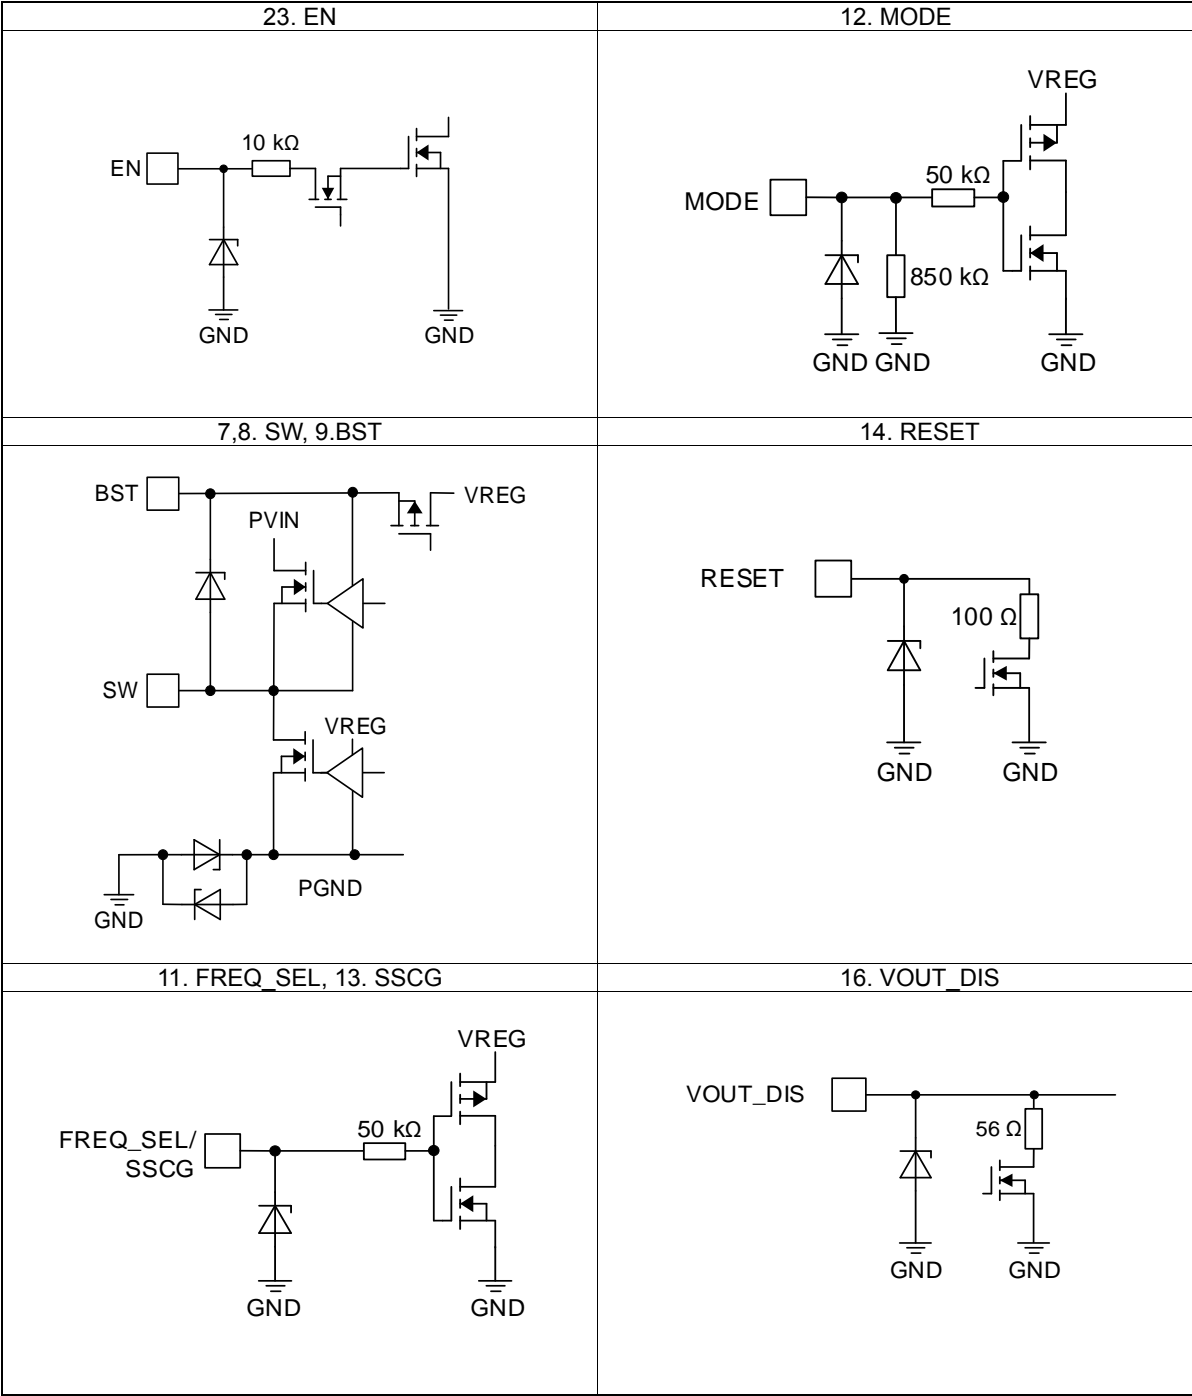 23. EN
12. MODE
10 kΩ
EN
GND
GND
VREG
50 kΩ
MODE
850 kΩ
GND GND
GND
7,8. SW, 9.BST
14. RESET
BST
VREG
PVIN
SW
VREG
PGND
GND
RESET
100 Ω
GND
GND
11. FREQ_SEL, 13. SSCG
16. VOUT_DIS
VREG
50 kΩ
FREQ_SEL/
SSCG
GND
GND
VOUT_DIS
56 Ω
GND
GND